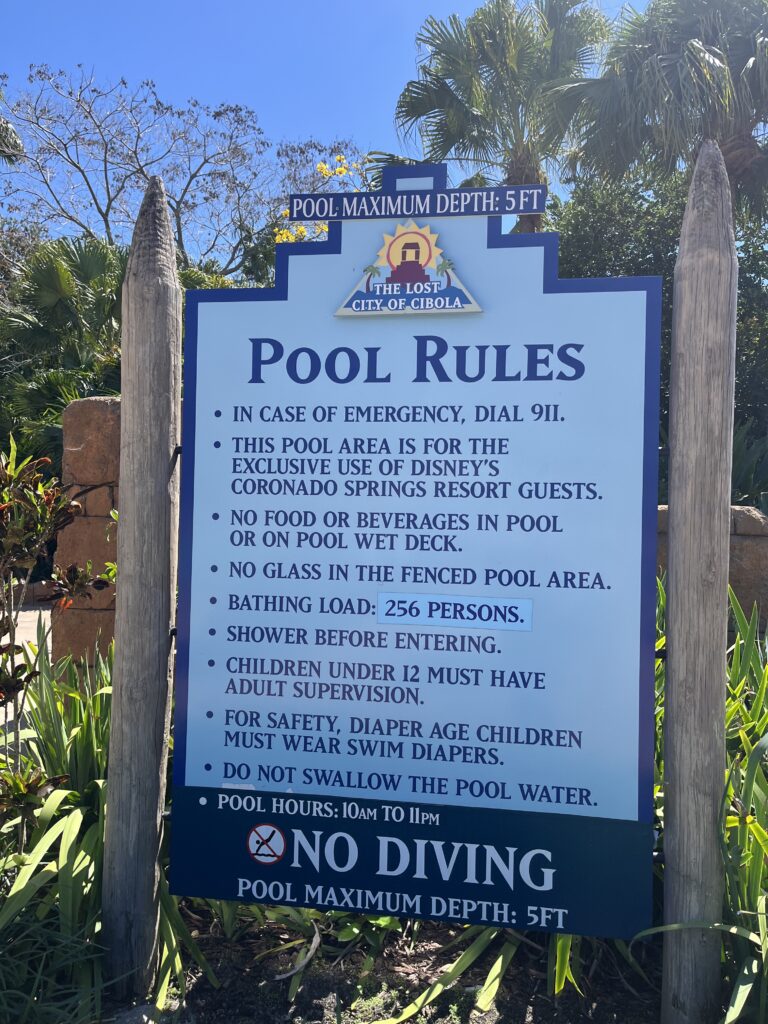 POOL MAXIMUM DEPTH: 5 FT
THE LOST
CITY OF CIBOLA
POOL RULES
• IN CASE OF EMERGENCY, DIAL 911.
• THIS POOL AREA IS FOR THE
EXCLUSIVE USE OF DISNEY'S
CORONADO SPRINGS RESORT GUESTS.
• NO FOOD OR BEVERAGES IN POOL
OR ON POOL WET DECK.
• NO GLASS IN THE FENCED POOL AREA.
• BATHING LOAD: 256 PERSONS.
• SHOWER BEFORE ENTERING.
• CHILDREN UNDER 12 MUST HAVE
ADULT SUPERVISION.
• FOR SAFETY, DIAPER AGE CHILDREN
MUST WEAR SWIM DIAPERS.
• DO NOT SWALLOW THE POOL WATER.
• POOL HOURS: 10AM TO 11PM
NO DIVING
POOL MAXIMUM DEPTH: 5FT